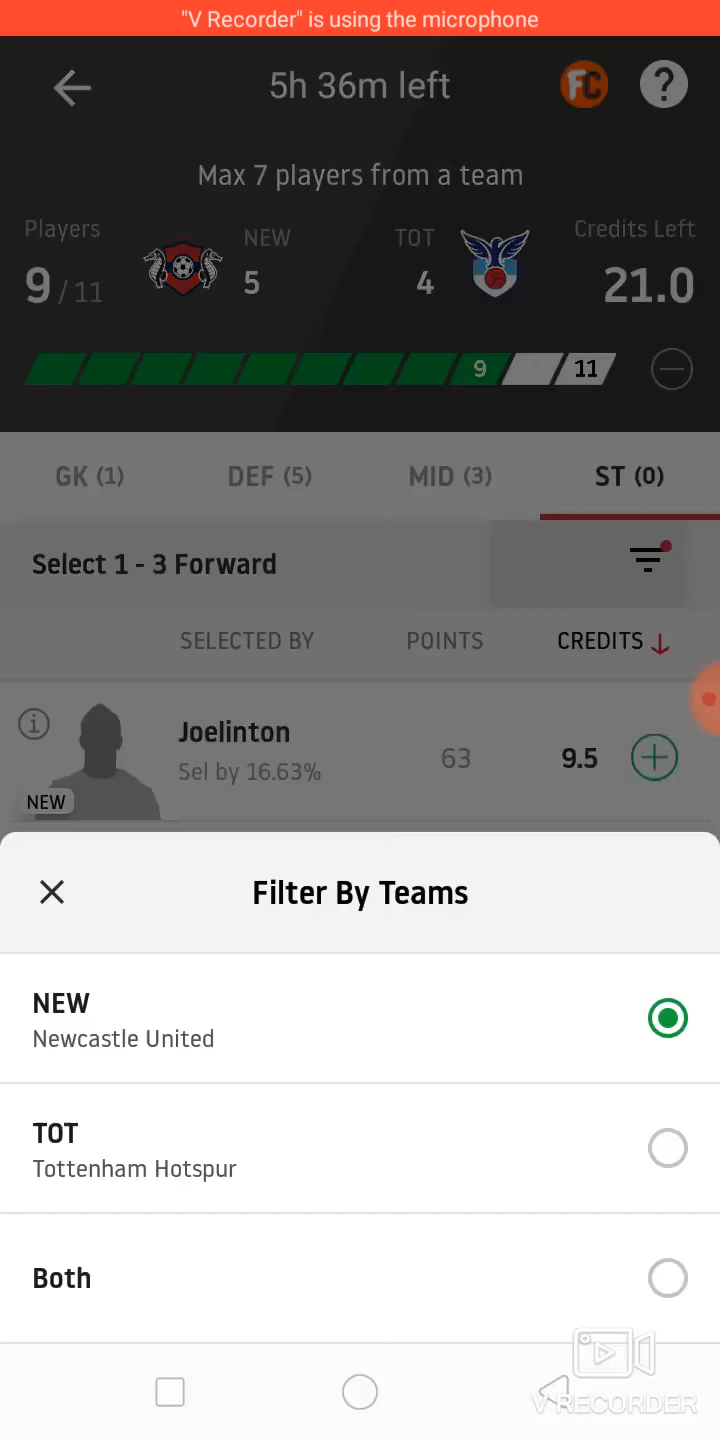 "V Recorder" is using the microphone
5h 36m left
FC
?
Max 7 players from a team
Players
NEW
TOT
Credits Left
9 / 11
5
4
21.0
9
11
GK (1)
DEF (5)
MID (3)
ST (0)
Select 1 - 3 Forward
SELECTED BY
POINTS
CREDITS
Joelinton
Sel by 16.63%
63
9.5
NEW
Filter By Teams
NEW
Newcastle United
TOT
Tottenham Hotspur
Both
V RECORDER